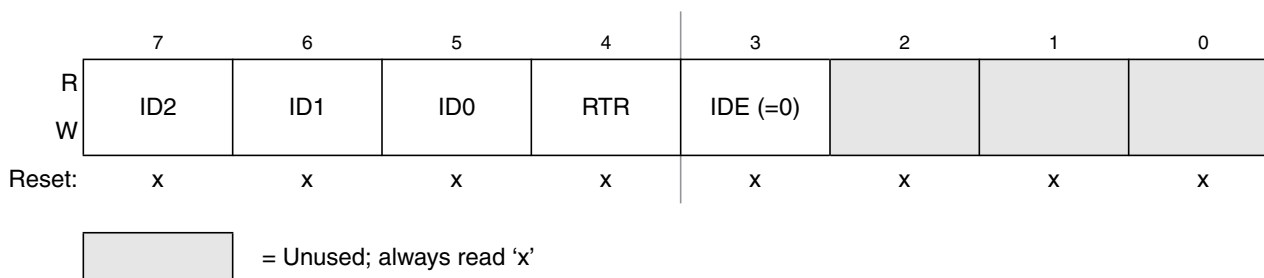 7 6 5 4 3 2 1 0
R
ID2 ID1 ID0 RTR IDE (=0)
W
Reset: x x x x x x x x
= Unused; always read ‘x’